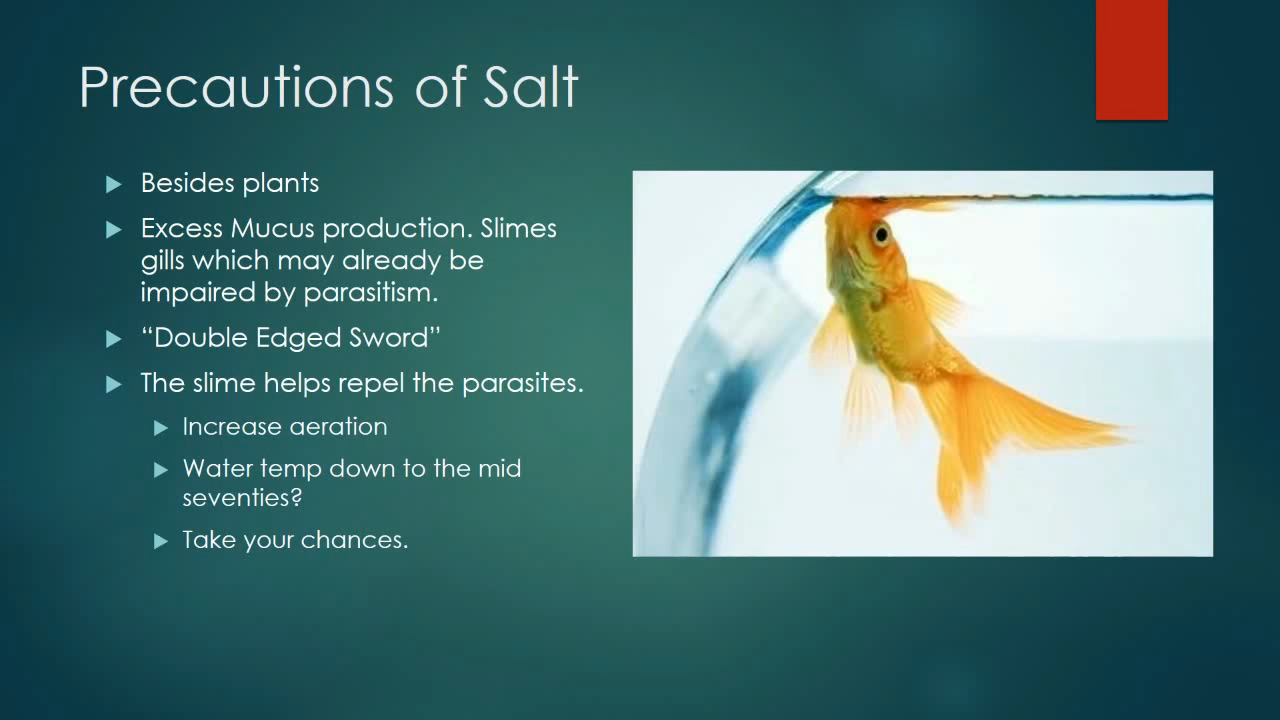 Precautions of Salt
Besides plants
Excess Mucus production. Slimes
gills which may already be
impaired by parasitism.
“Double Edged Sword”
The slime helps repel the parasites.
Increase aeration
Water temp down to the mid
seventies?
Take your chances.